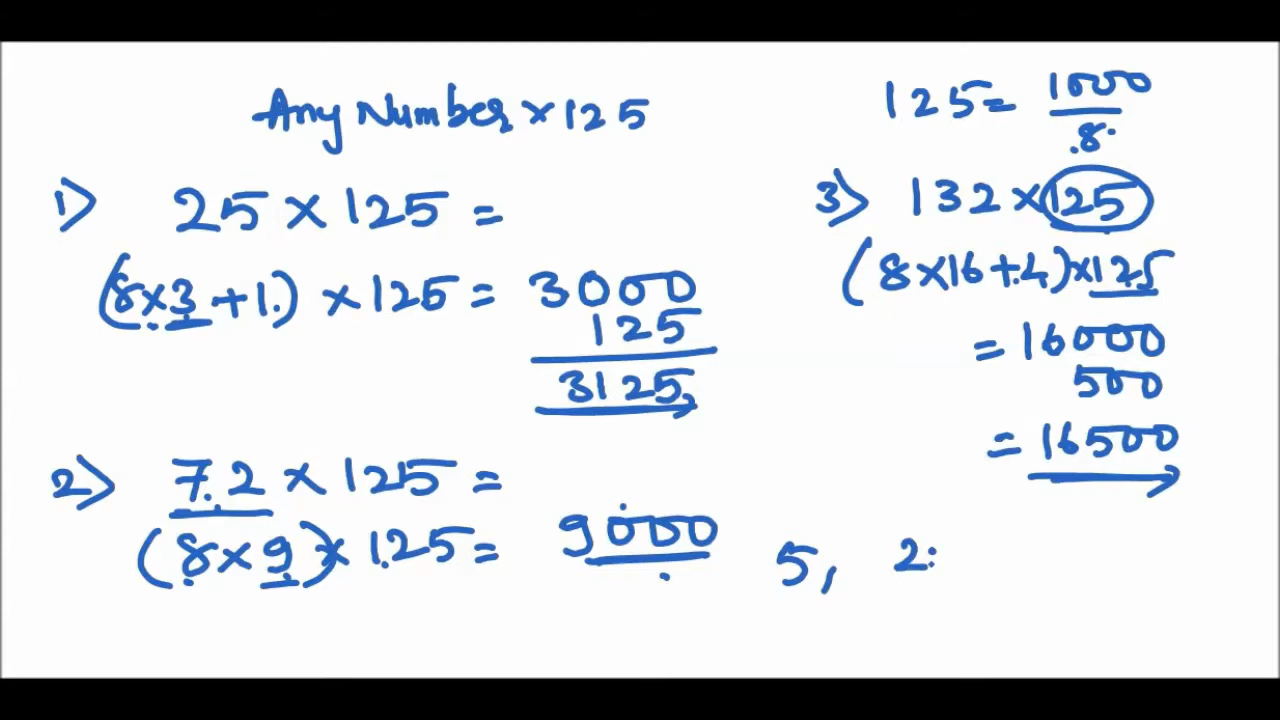 Any Number × 125
125 = 1000/8
1) 25 × 125 =
(8×3 + 1) × 125 = 3000
125
3125
2) 72 × 125 =
(8×9) × 125 = 9000
3) 132 × 125
(8×16 + 4) × 125
= 16000
500
= 16500
5, 2